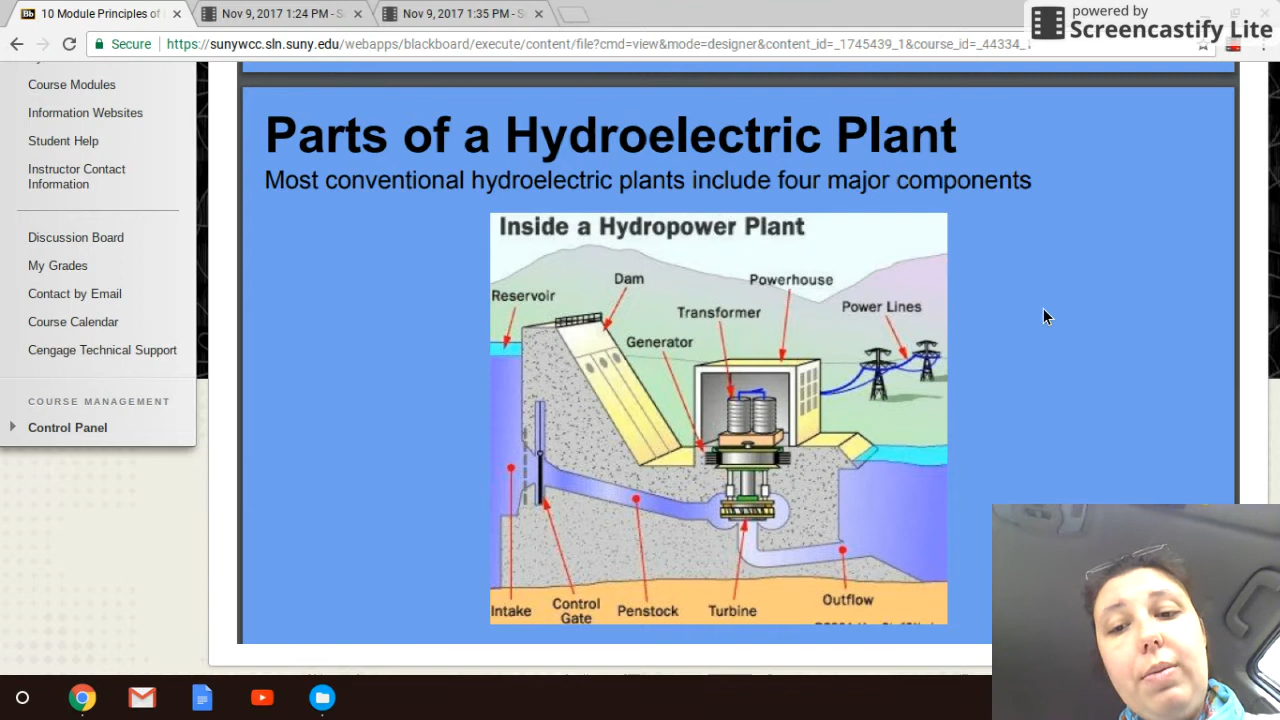 10 Module Principles of
Nov 9, 2017 1:24 PM - S
Nov 9, 2017 1:35 PM - S
powered by
Screencastify Lite
Secure
https://sunywcc.sln.suny.edu/webapps/blackboard/execute/content/file?cmd=view&mode=designer&content_id=_1745439_1&course_id=_44334_
Course Modules
Information Websites
Student Help
Instructor Contact
Information
Discussion Board
My Grades
Contact by Email
Course Calendar
Cengage Technical Support
COURSE MANAGEMENT
Control Panel
Parts of a Hydroelectric Plant
Most conventional hydroelectric plants include four major components
Inside a Hydropower Plant
Dam
Powerhouse
Reservoir
Transformer
Power Lines
Generator
Intake
Control
Gate
Penstock
Turbine
Outflow